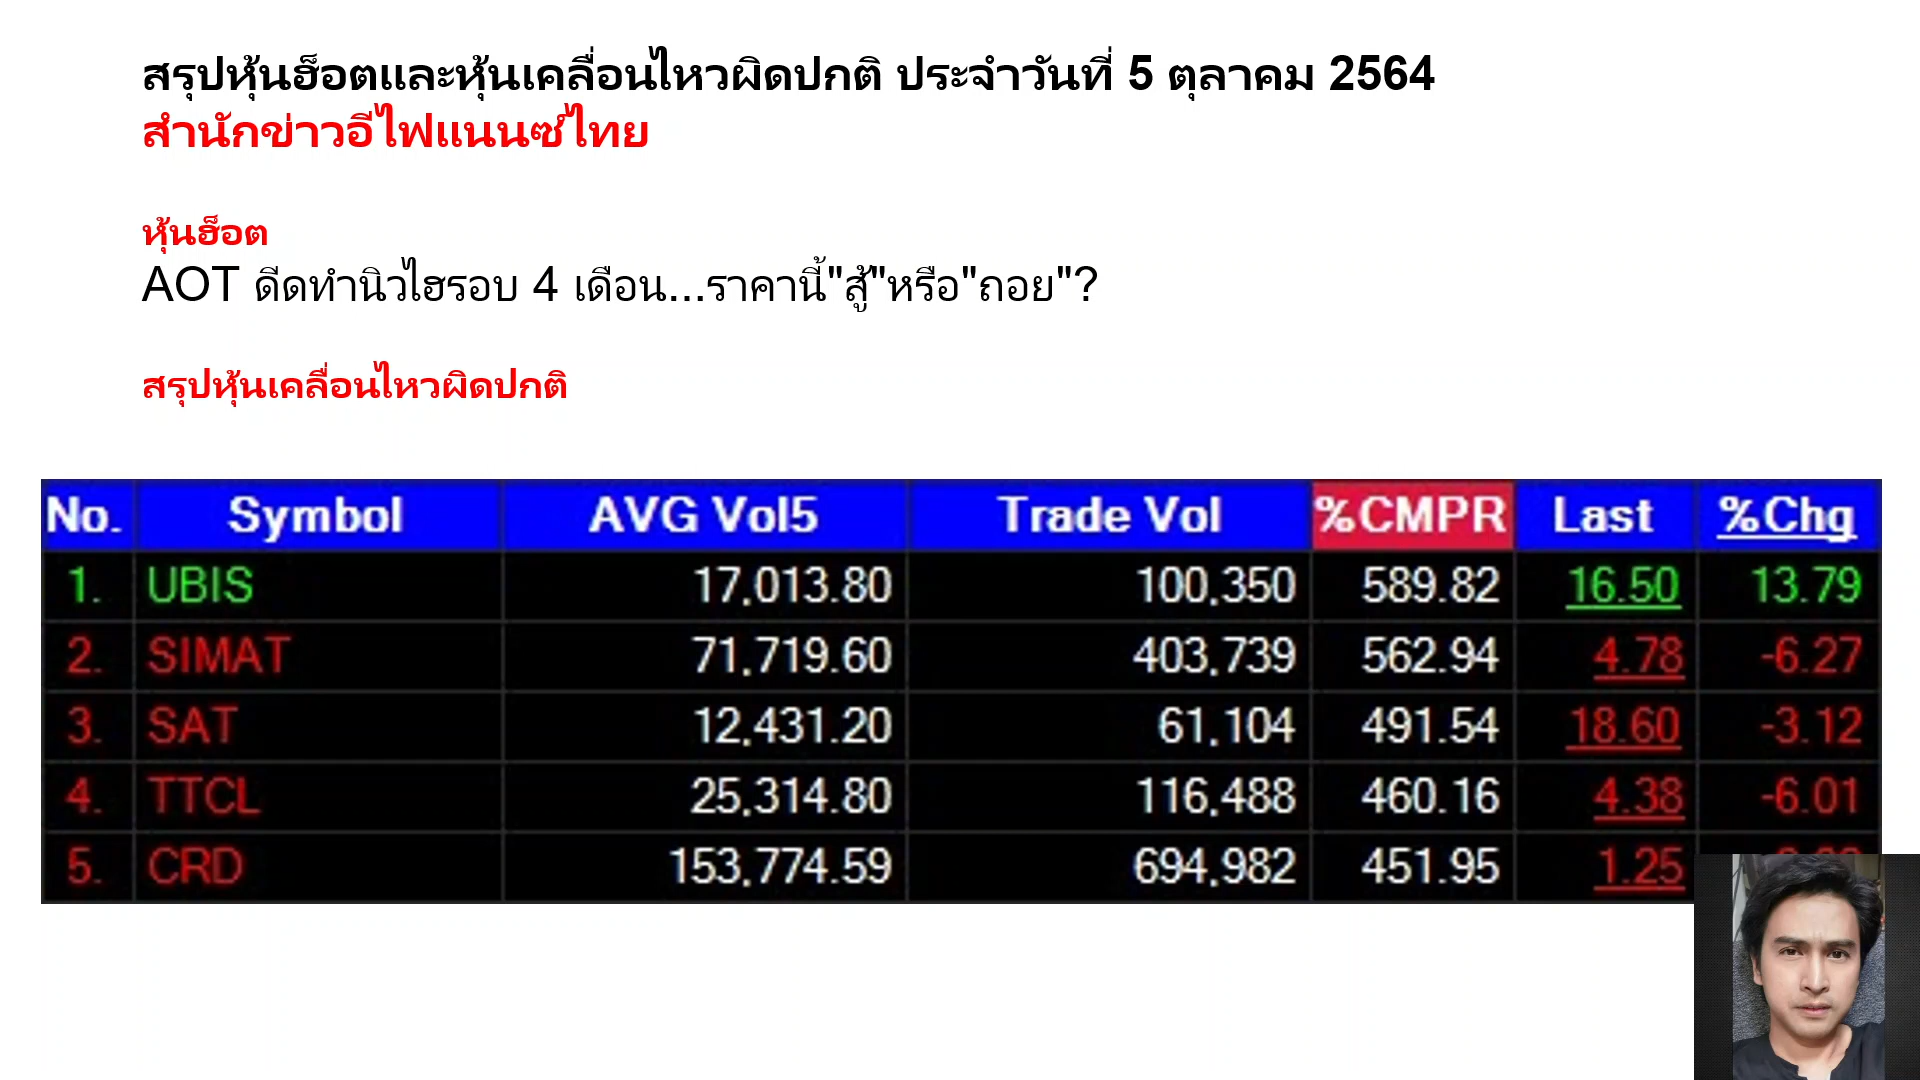 สรุปหุ้นฮ็อตและหุ้นเคลื่อนไหวผิดปกติ ประจำวันที่ 5 ตุลาคม 2564
สำนักข่าวอีไฟแนนซ์ไทย
หุ้นฮ็อต
AOT ดีดทำนิวไฮรอบ 4 เดือน...ราคานี้"สู้"หรือ"ถอย"?
สรุปหุ้นเคลื่อนไหวผิดปกติ
No. Symbol AVG Vol5 Trade Vol %CMPR Last %Chg
1. UBIS 17,013.80 100,350 589.82 16.50 13.79
2. SIMAT 71,719.60 403,739 562.94 4.78 -6.27
3. SAT 12,431.20 61,104 491.54 18.60 -3.12
4. TTCL 25,314.80 116,488 460.16 4.38 -6.01
5. CRD 153,774.59 694,982 451.95 1.25